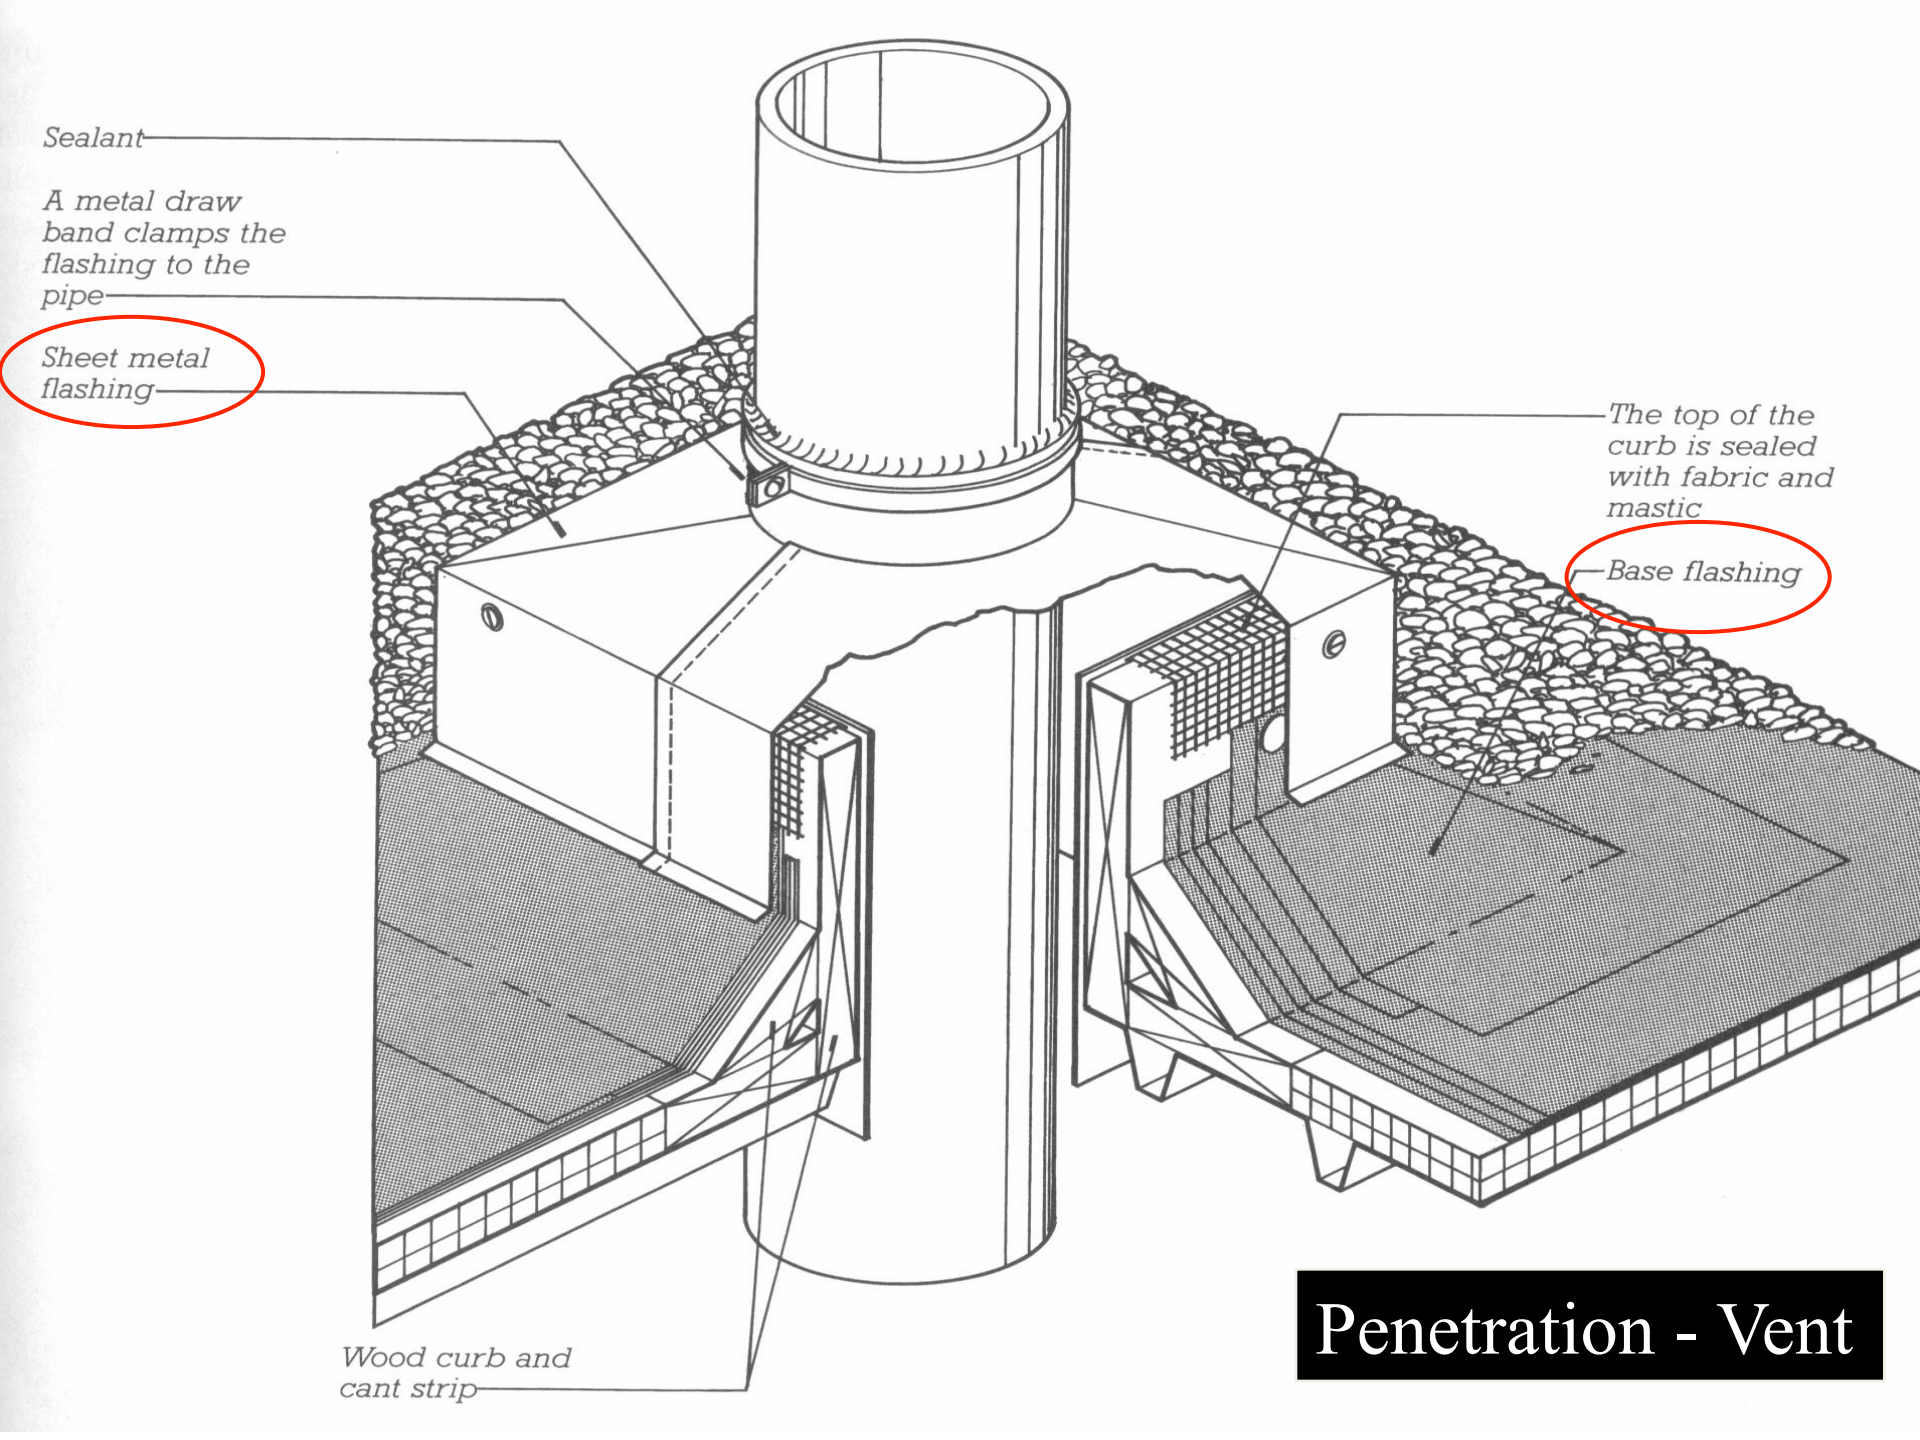 Sealant
A metal draw
band clamps the
flashing to the
pipe
Sheet metal
flashing
The top of the
curb is sealed
with fabric and
mastic
Base flashing
Wood curb and
cant strip
Penetration - Vent